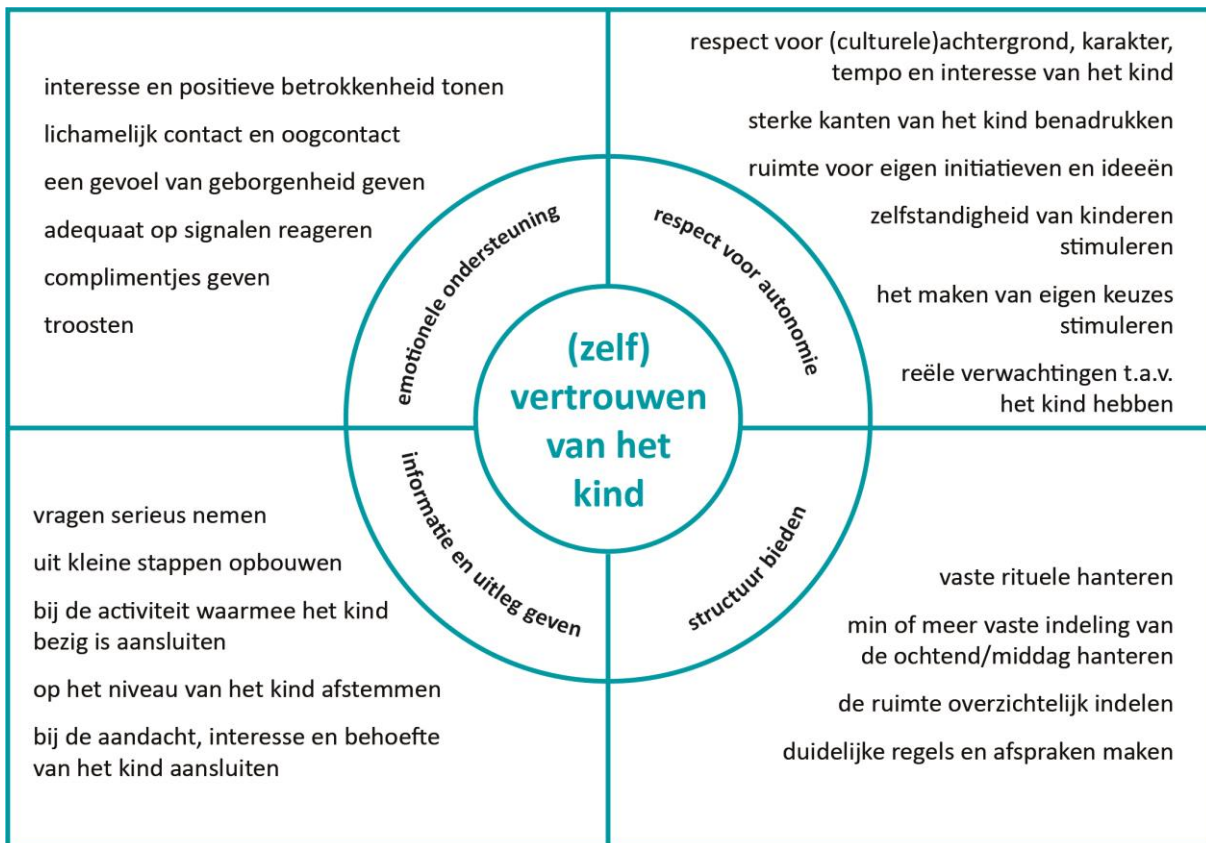 interesse en positieve betrokkenheid tonen
lichamelijk contact en oogcontact
een gevoel van geborgenheid geven
adequaat op signalen reageren
complimentjes geven
troosten
emotionele ondersteuning
respect voor (culturele)achtergrond, karakter,
tempo en interesse van het kind
sterke kanten van het kind benadrukken
ruimte voor eigen initiatieven en ideeën
zelfstandigheid van kinderen
stimuleren
het maken van eigen keuzes
stimuleren
reële verwachtingen t.a.v.
het kind hebben
respect voor autonomie
(zelf)
vertrouwen
van het
kind
vragen serieus nemen
uit kleine stappen opbouwen
bij de activiteit waarmee het kind
bezig is aansluiten
op het niveau van het kind afstemmen
bij de aandacht, interesse en behoefte
van het kind aansluiten
informatie en uitleg geven
structuur bieden
vaste rituele hanteren
min of meer vaste indeling van
de ochtend/middag hanteren
de ruimte overzichtelijk indelen
duidelijke regels en afspraken maken